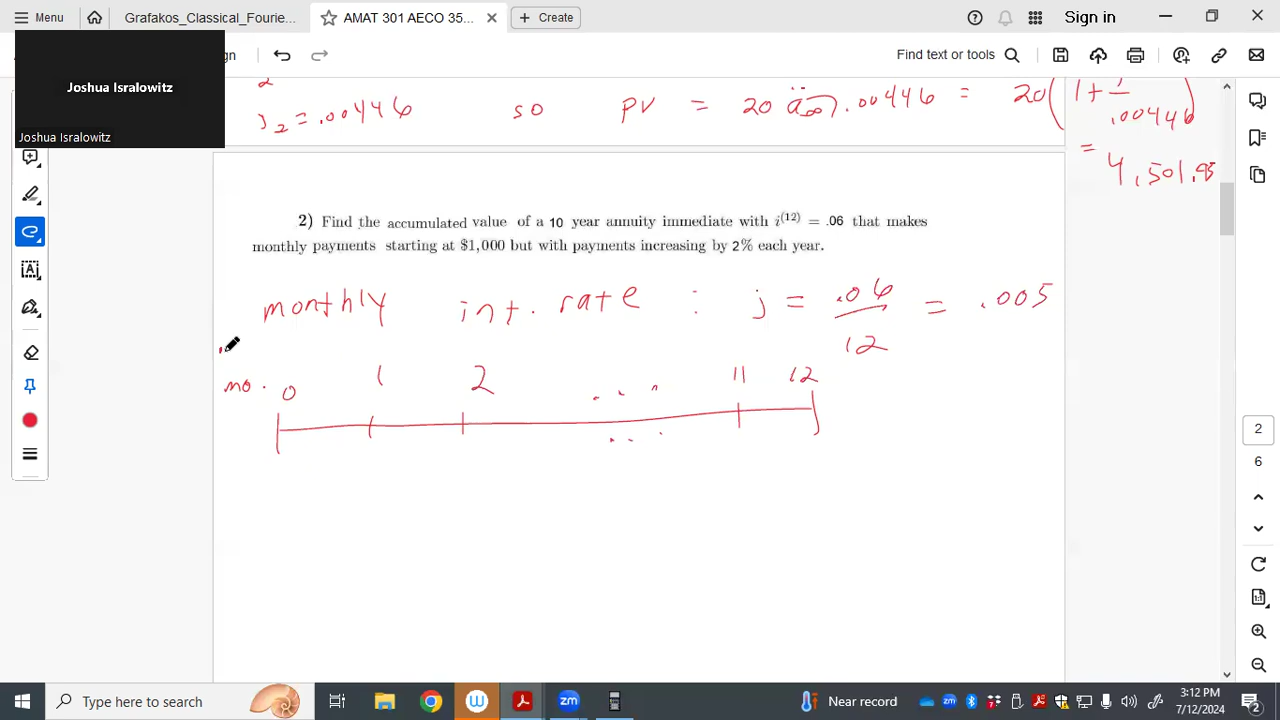 Menu
Grafakos_Classical_Fourie...
AMAT 301 AECO 35...
Create
Sign in
gn
Find text or tools
Joshua Isralowitz
Joshua Isralowitz
2
j₂ = .00446 so PV = 20 ä∞⌉.00446 = 20(1 + 1/.00446)
= 4,501.95
2) Find the accumulated value of a 10 year annuity immediate with i⁽¹²⁾ = .06 that makes
monthly payments starting at $1,000 but with payments increasing by 2% each year.
monthly int. rate : j = .06/12 = .005
mo. 0 1 2 ... 11 12
...
2
6
Type here to search
Near record
3:12 PM
7/12/2024
2